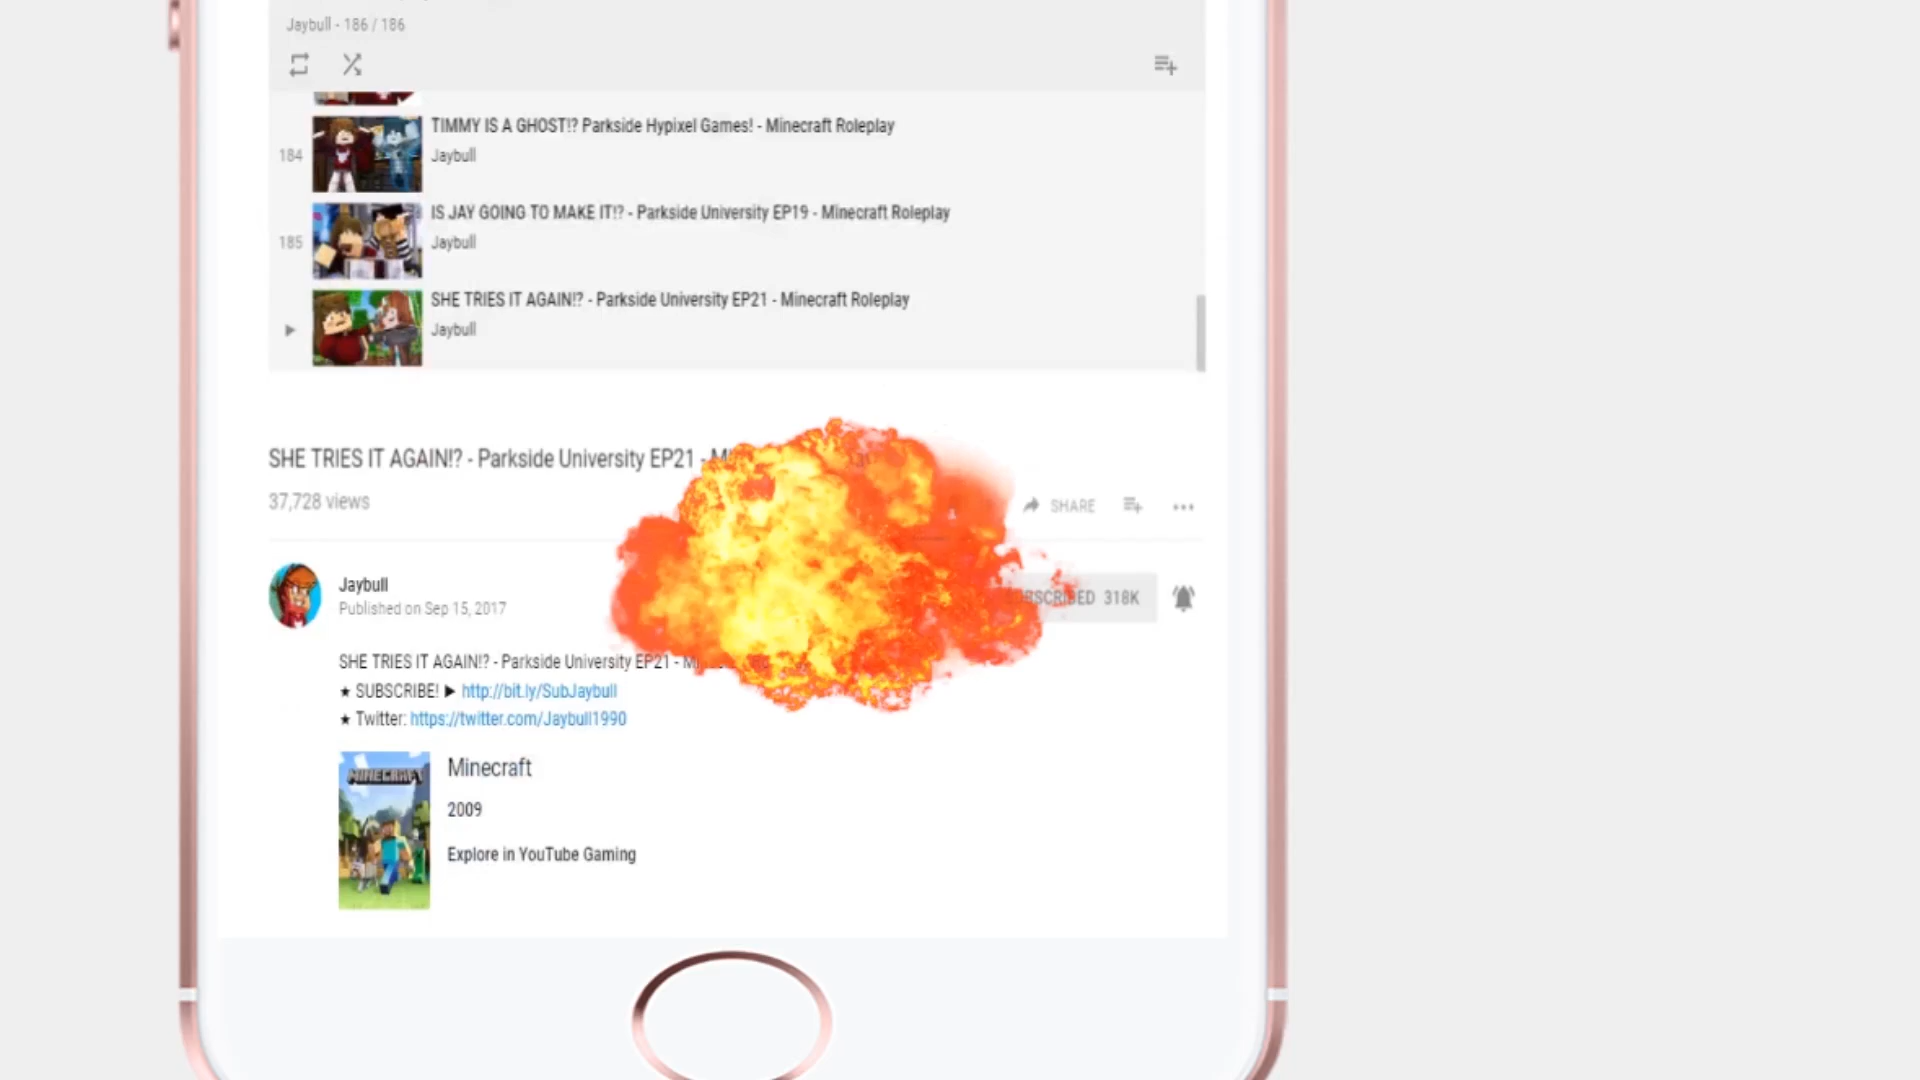 Jaybull - 186 / 186
184
TIMMY IS A GHOST!? Parkside Hypixel Games! - Minecraft Roleplay
Jaybull
185
IS JAY GOING TO MAKE IT!? - Parkside University EP19 - Minecraft Roleplay
Jaybull
SHE TRIES IT AGAIN!? - Parkside University EP21 - Minecraft Roleplay
Jaybull
SHE TRIES IT AGAIN!? - Parkside University EP21 -
37,728 views
SHARE
Jaybull
Published on Sep 15, 2017
318K
SHE TRIES IT AGAIN!? - Parkside University EP21 -
★ SUBSCRIBE! ▶ http://bit.ly/SubJaybull
★ Twitter: https://twitter.com/Jaybull1990
MINECRAFT
Minecraft
2009
Explore in YouTube Gaming